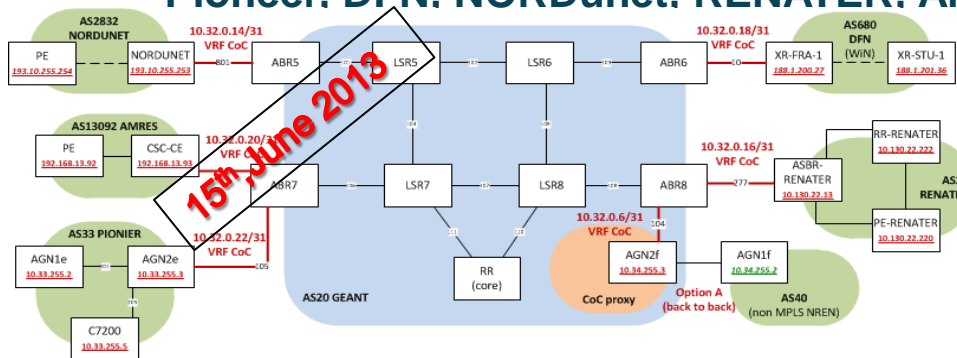 Pioneer, DFN, NORDunet, RENATER,
AS2832
NORDUNET
PE
193.10.255.254
NORDUNET
193.10.255.253
10.32.0.14/31
VRF CoC
801
ABR5
LSR5
LSR6
ABR6
10.32.0.18/31
VRF CoC
10
AS680
DFN
(WiN)
XR-FRA-1
188.1.200.27
XR-STU-1
188.1.201.36
15th, June 2013
AS13092 AMRES
PE
192.168.13.92
CSC-CE
192.168.13.93
10.32.0.20/31
VRF CoC
ABR7
LSR7
LSR8
ABR8
10.32.0.16/31
VRF CoC
277
ASBR-
RENATER
10.130.22.13
RR-RENATER
10.130.22.222
PE-RENATER
10.130.22.220
AS33 PIONIER
AGN1e
10.33.255.2
AGN2e
10.33.255.3
C7200
10.33.255.5
10.32.0.22/31
VRF CoC
105
RR
(core)
AS20 GEANT
10.32.0.6/31
VRF CoC
104
AGN2f
10.34.255.3
CoC proxy
AGN1f
10.34.255.2
Option A
(back to back)
AS40
(non MPLS NREN)